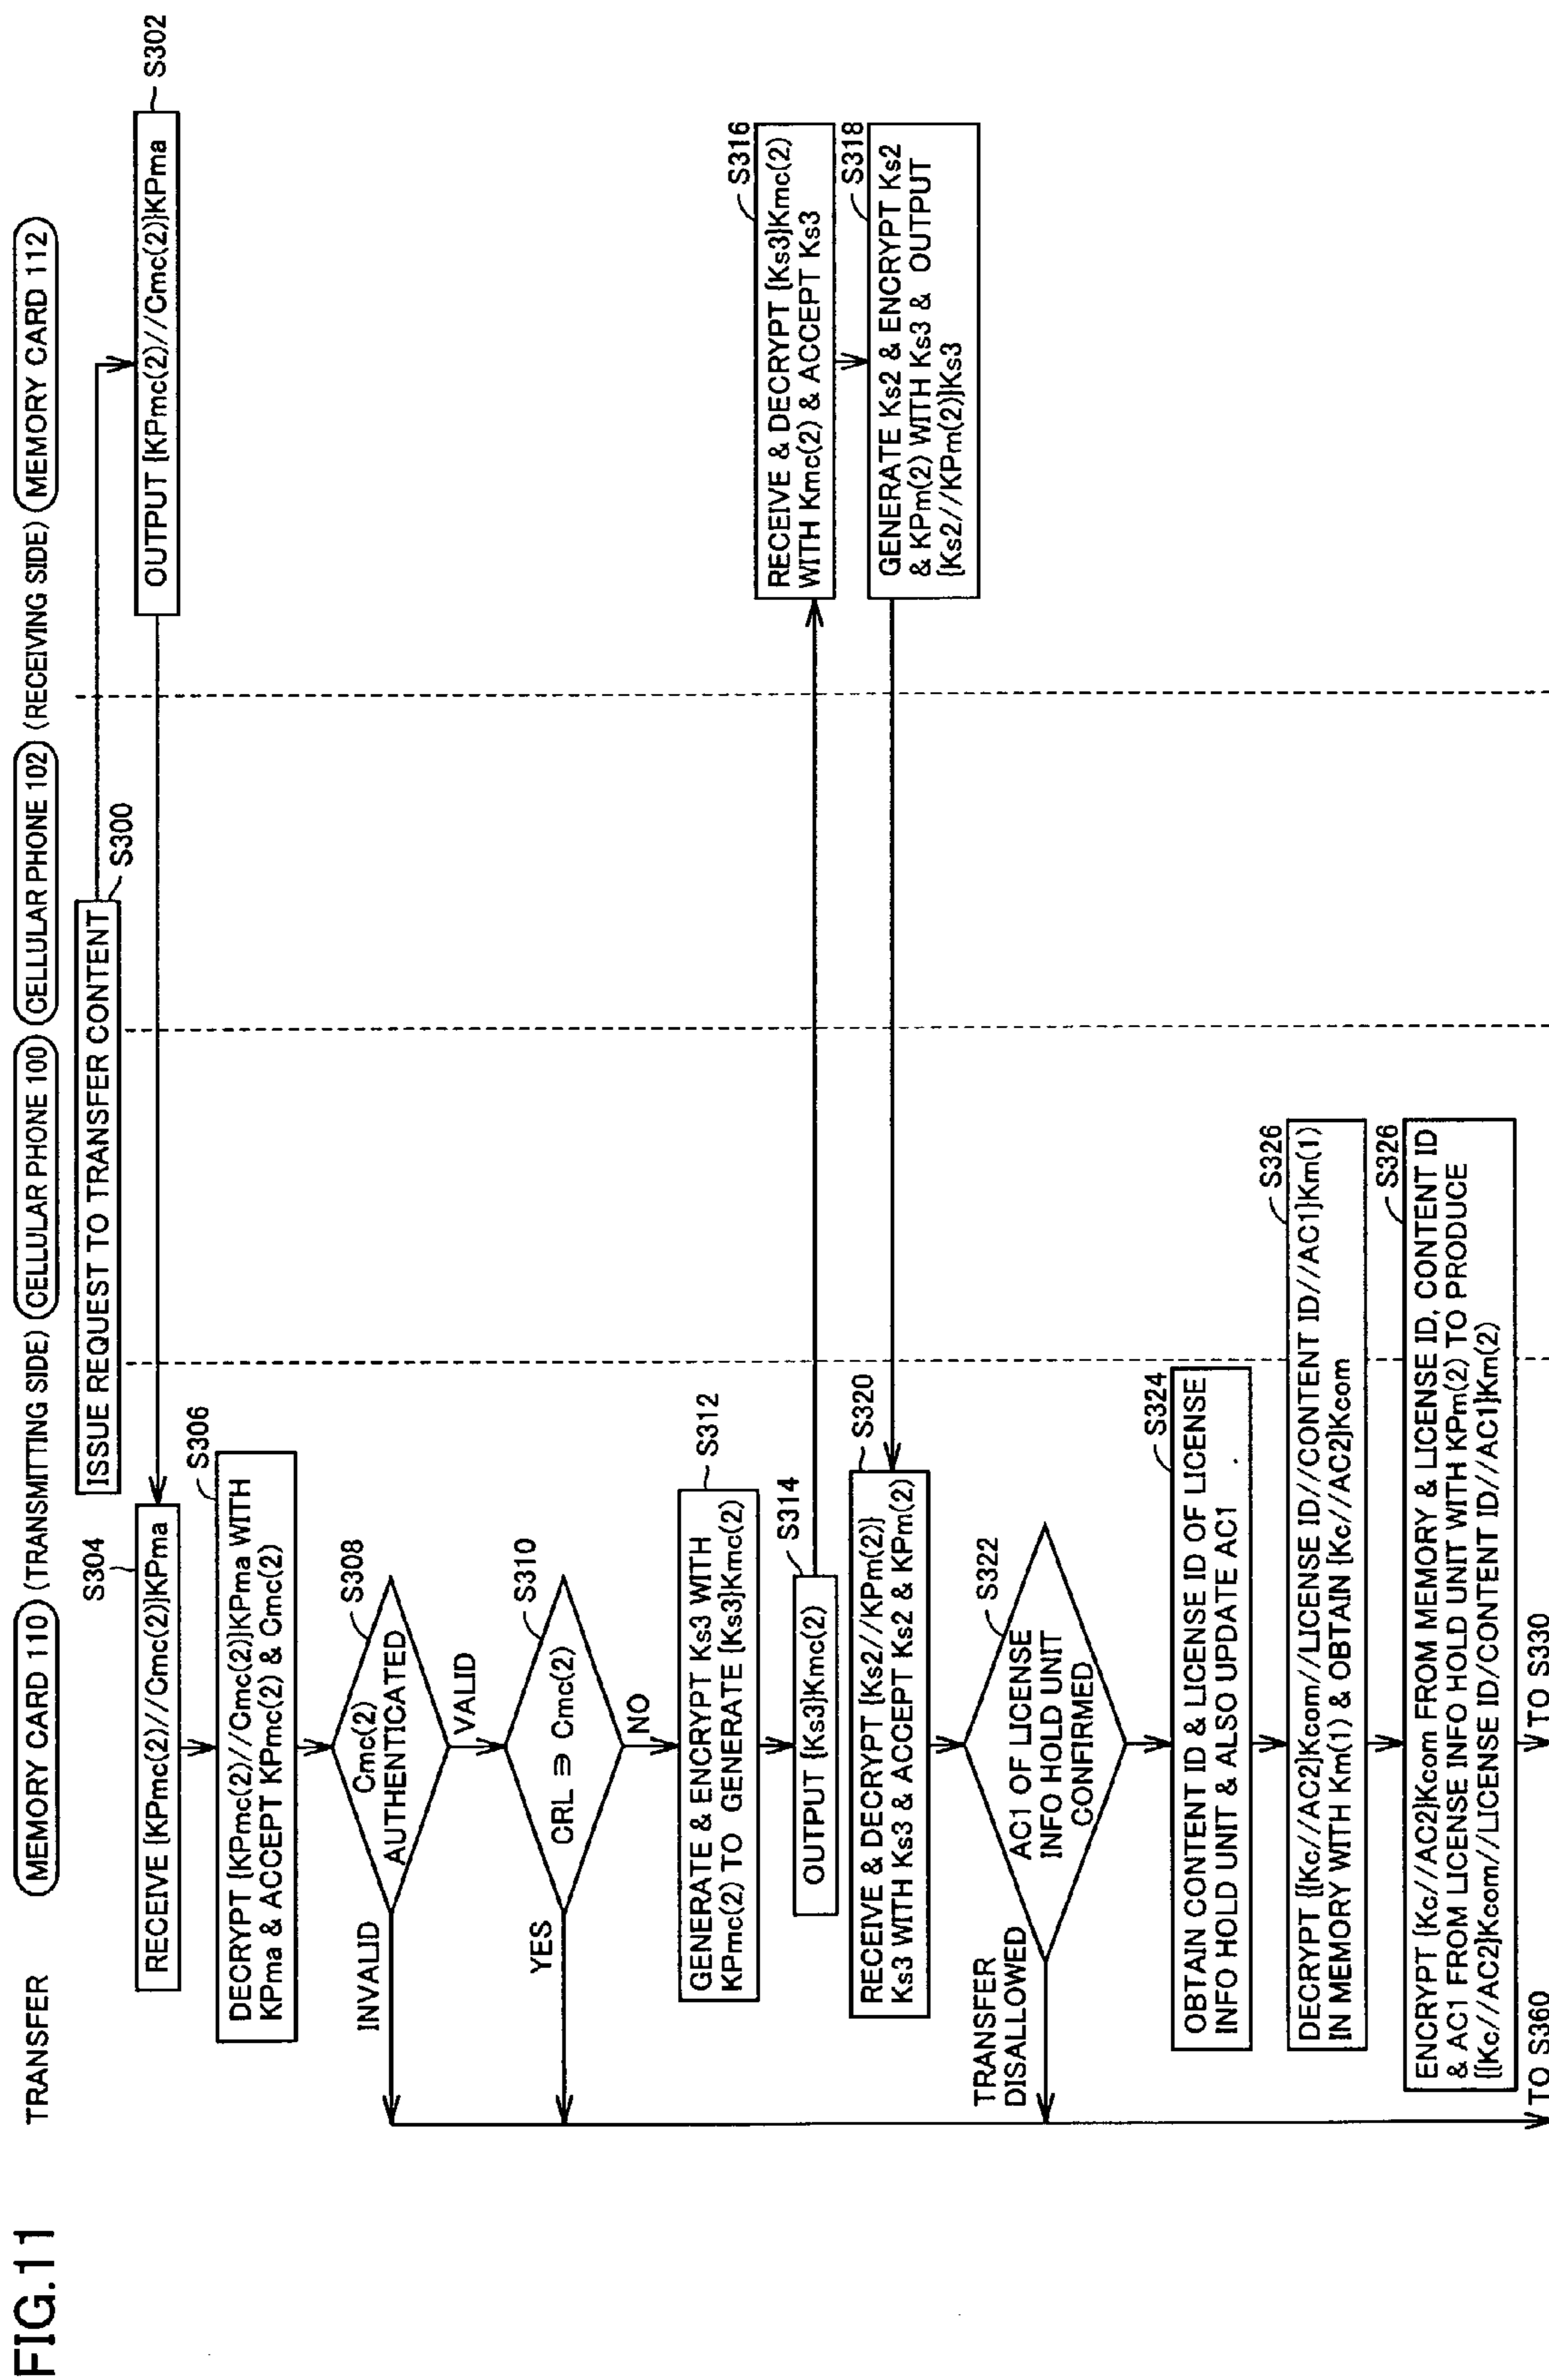 FIG.11
TRANSFER
MEMORY CARD 110
(TRANSMITTING SIDE)
CELLULAR PHONE 100
CELLULAR PHONE 102
(RECEIVING SIDE)
MEMORY CARD 112
ISSUE REQUEST TO TRANSFER CONTENT
S300
S302
OUTPUT {KPmc(2)//Cmc(2)}KPma
S304
RECEIVE {KPmc(2)//Cmc(2)}KPma
S306
DECRYPT {KPmc(2)//Cmc(2)}KPma WITH
KPma & ACCEPT KPmc(2) & Cmc(2)
S308
Cmc(2)
AUTHENTICATED
INVALID
VALID
S310
CRL ∋ Cmc(2)
YES
NO
S312
GENERATE & ENCRYPT Ks3 WITH
KPmc(2) TO GENERATE {Ks3}Kmc(2)
S314
OUTPUT {Ks3}Kmc(2)
S316
RECEIVE & DECRYPT {Ks3}Kmc(2)
WITH Kmc(2) & ACCEPT Ks3
S318
GENERATE Ks2 & ENCRYPT Ks2
& KPm(2) WITH Ks3 & OUTPUT
{Ks2//KPm(2)}Ks3
S320
RECEIVE & DECRYPT {Ks2//KPm(2)}
Ks3 WITH Ks3 & ACCEPT Ks2 & KPm(2)
S322
AC1 OF LICENSE
INFO HOLD UNIT
CONFIRMED
TRANSFER
DISALLOWED
S324
OBTAIN CONTENT ID & LICENSE ID OF LICENSE
INFO HOLD UNIT & ALSO UPDATE AC1
S326
DECRYPT {{Kc//AC2}Kcom//LICENSE ID//CONTENT ID//AC1}Km(1)
IN MEMORY WITH Km(1) & OBTAIN {Kc//AC2}Kcom
S326
ENCRYPT {Kc//AC2}Kcom FROM MEMORY & LICENSE ID, CONTENT ID
& AC1 FROM LICENSE INFO HOLD UNIT WITH KPm(2) TO PRODUCE
{{Kc//AC2}Kcom//LICENSE ID/CONTENT ID//AC1}Km(2)
TO S360
TO S330